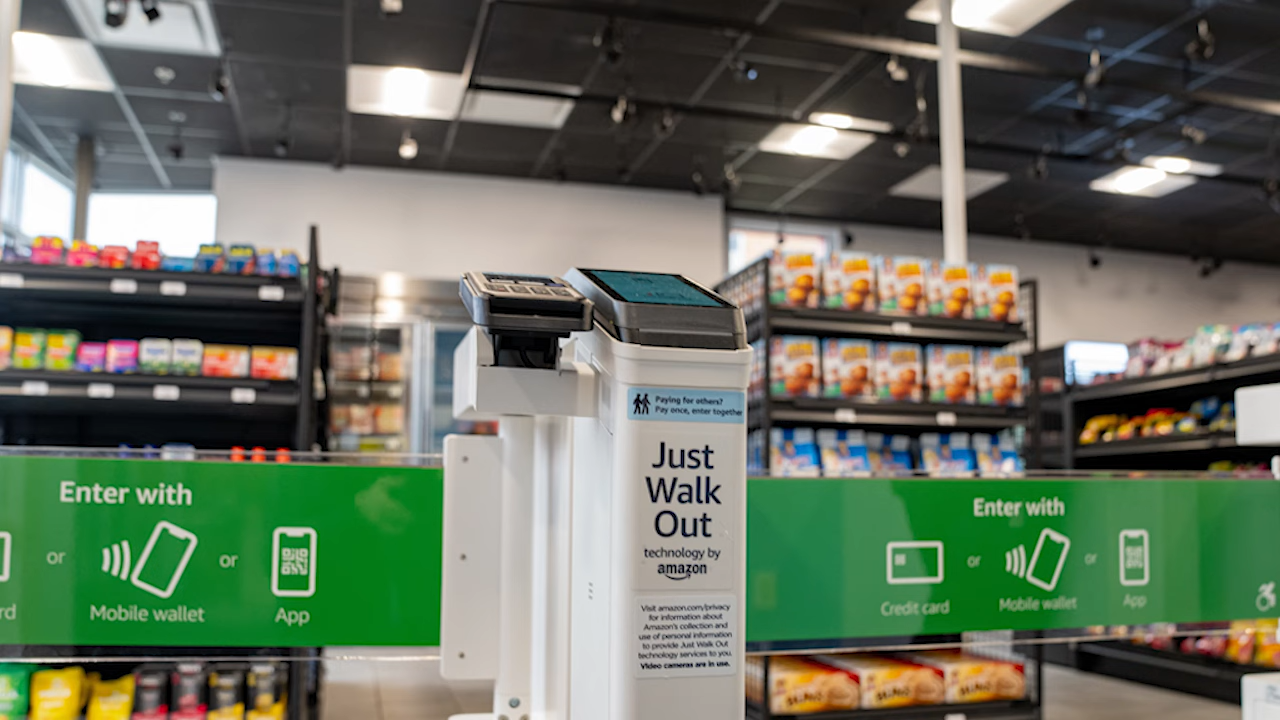 Paying for others?
Pay once, enter together
Just
Walk
Out
technology by
amazon
Visit amazon.com/privacy
for information about
Amazon's collection and
use of personal information
to provide Just Walk Out
technology services to you.
Video cameras are in use.
Enter with
rd
or
Mobile wallet
or
App
Enter with
Credit card
or
Mobile wallet
or
App